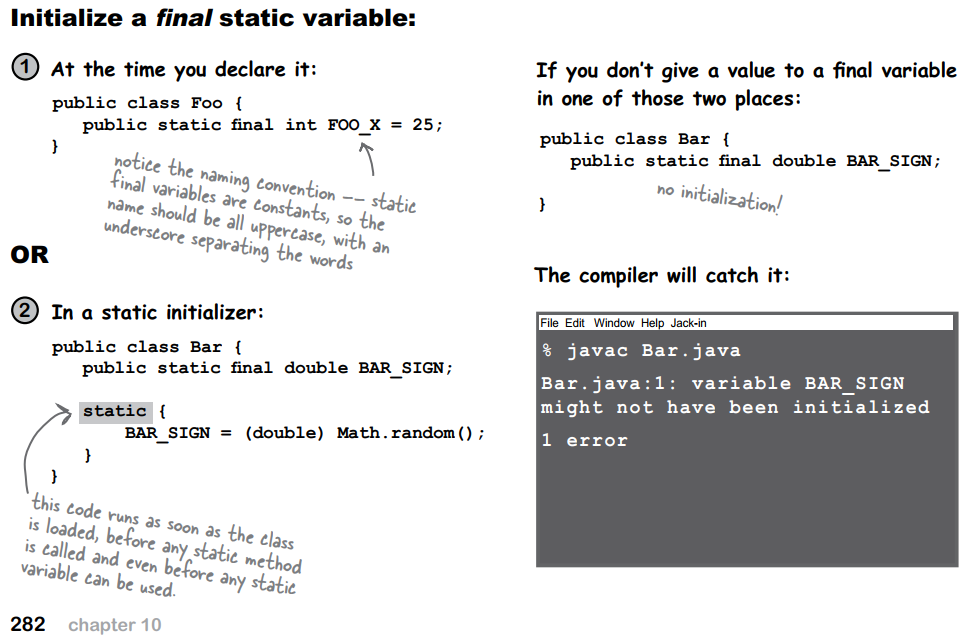 Initialize a final static variable:
1 At the time you declare it:
public class Foo {
public static final int FOO_X = 25;
}
notice the naming convention -- static
final variables are constants, so the
name should be all uppercase, with an
underscore separating the words
OR
2 In a static initializer:
public class Bar {
public static final double BAR_SIGN;
static {
BAR_SIGN = (double) Math.random();
}
}
this code runs as soon as the class
is loaded, before any static method
is called and even before any static
variable can be used.
If you don't give a value to a final variable
in one of those two places:
public class Bar {
public static final double BAR_SIGN;
no initialization!
}
The compiler will catch it:
File Edit Window Help Jack-in
% javac Bar.java
Bar.java:1: variable BAR_SIGN
might not have been initialized
1 error
282 chapter 10